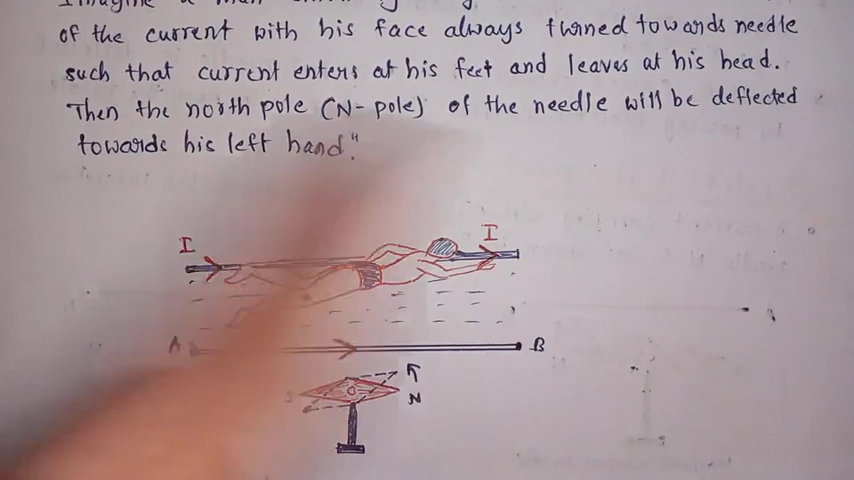 of the current with his face always turned towards needle
such that current enters at his feet and leaves at his head.
Then the north pole (N-pole) of the needle will be deflected
towards his left hand".
I
I
A
B
S
N